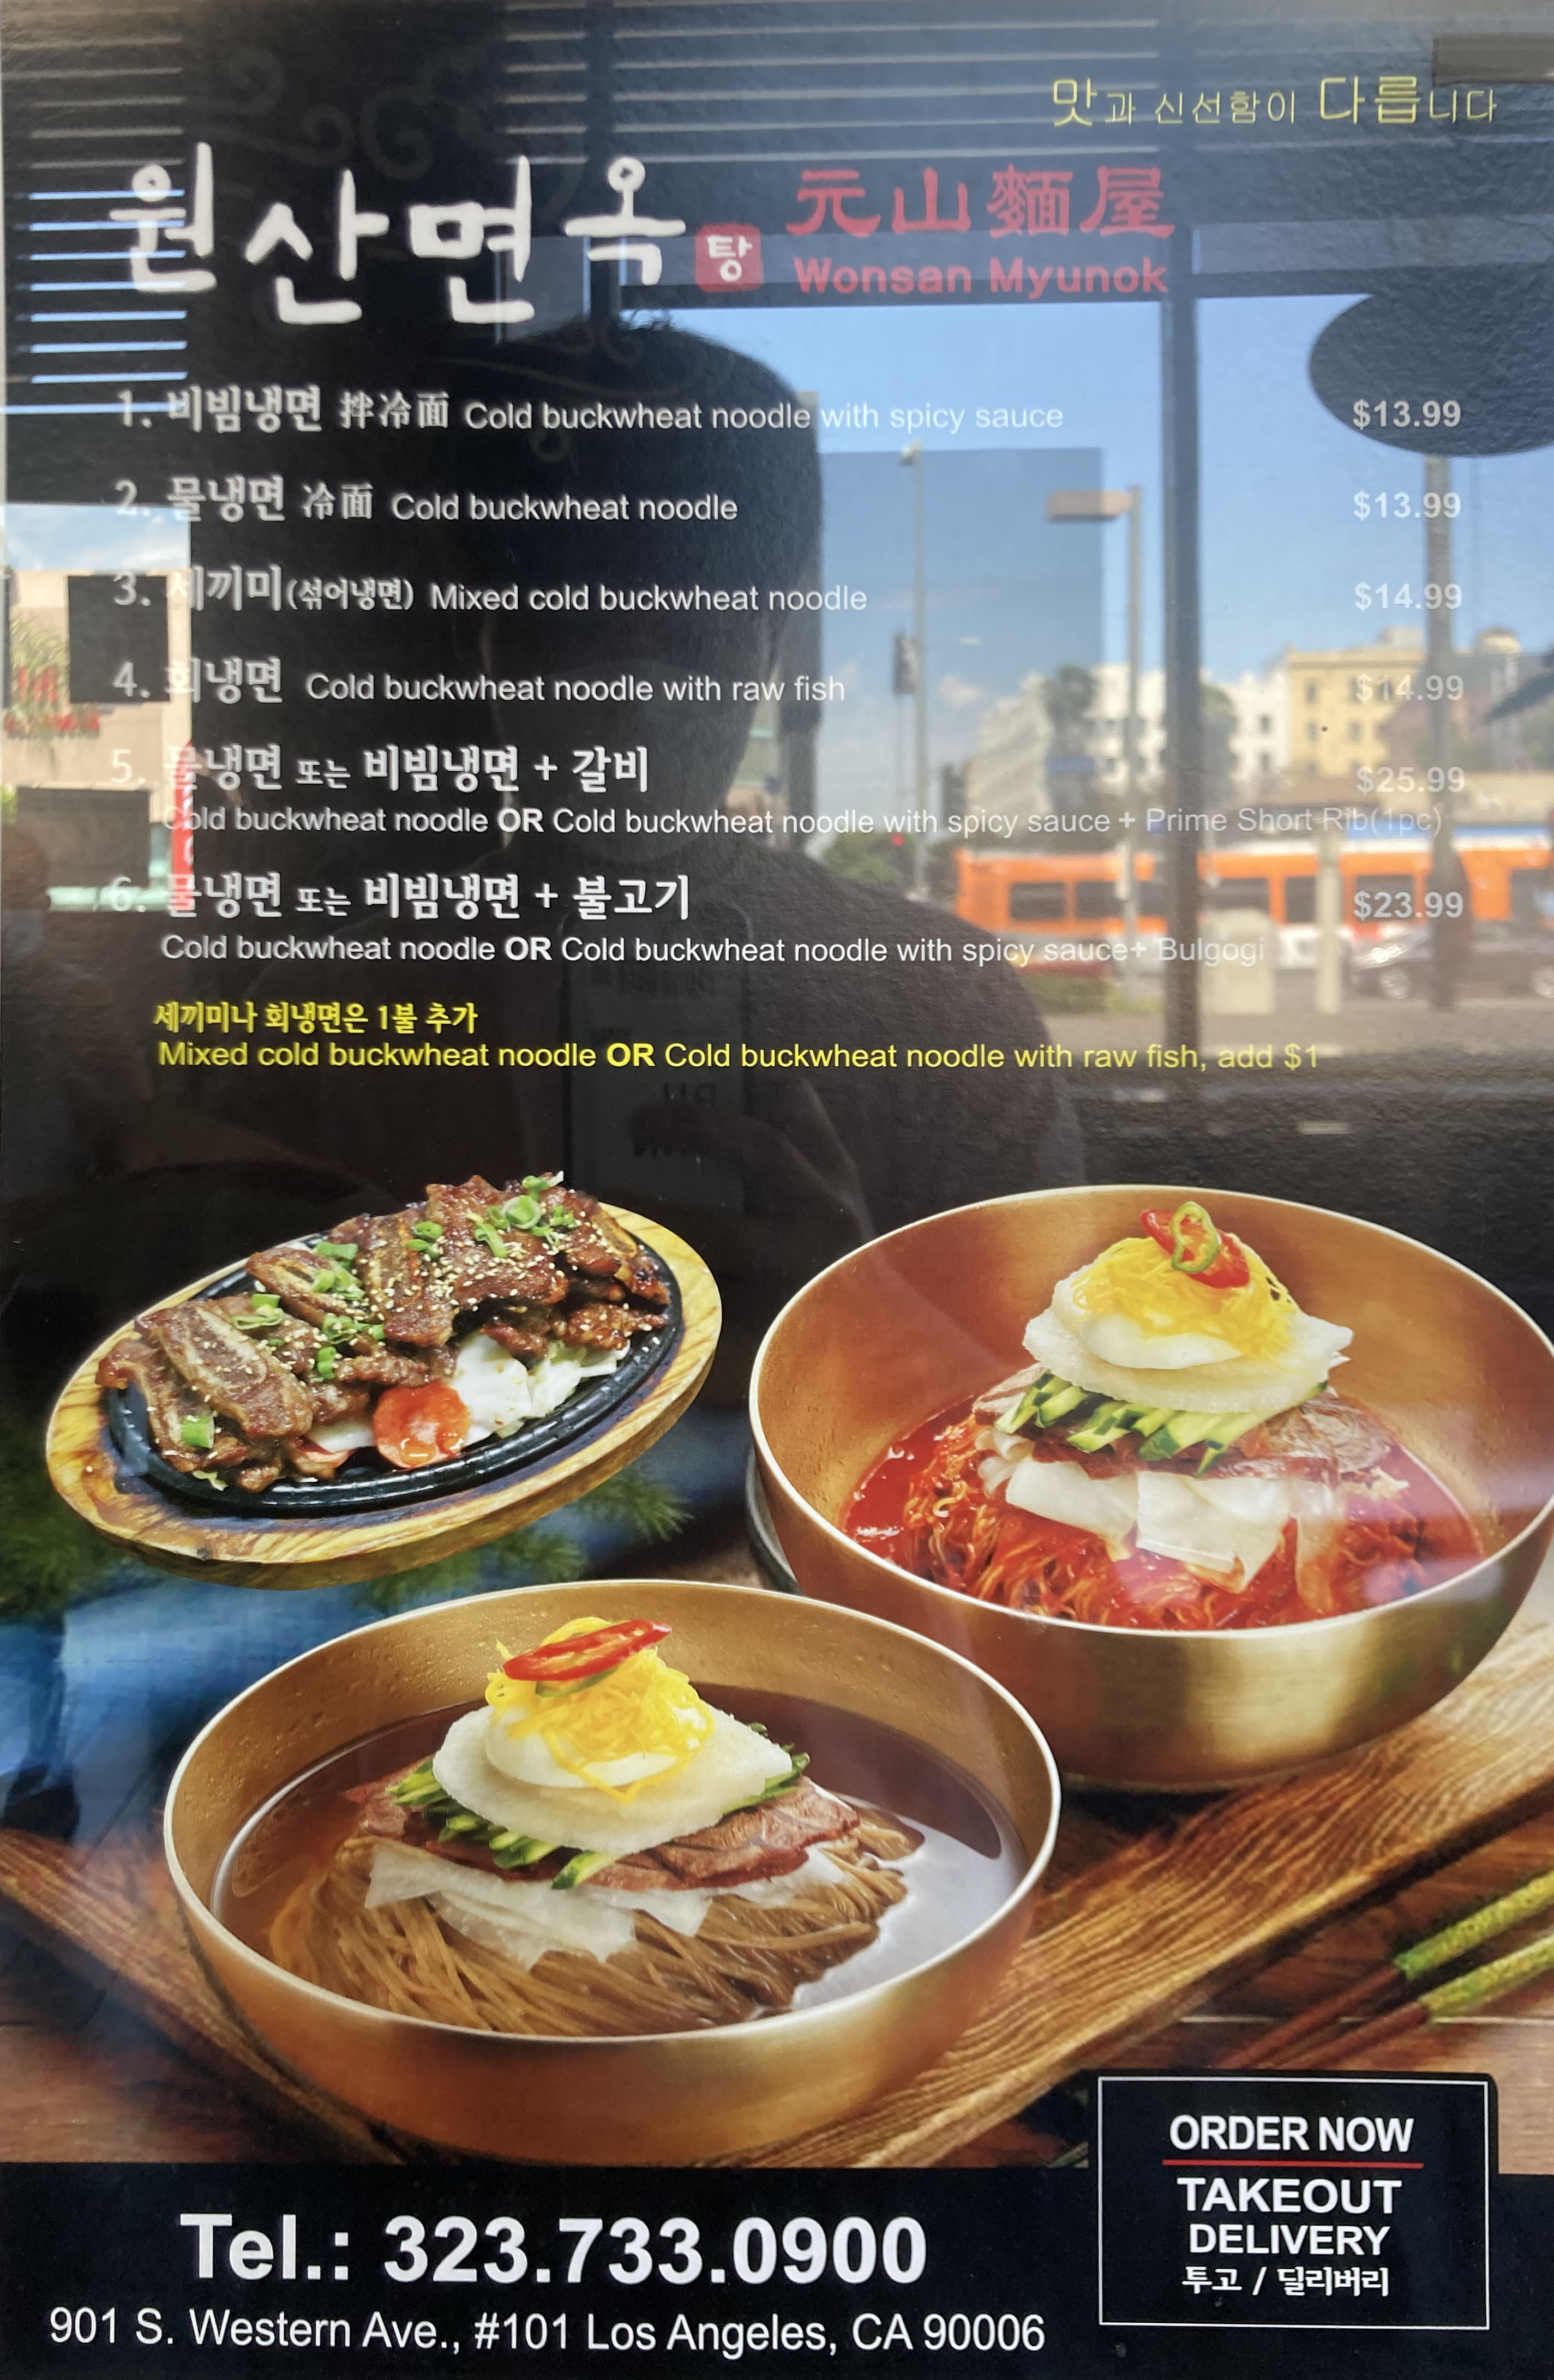 맛과 신선함이 다릅니다
원산면옥 탕 元山麵屋
Wonsan Myunok
1. 비빔냉면 拌冷面 Cold buckwheat noodle with spicy sauce $13.99
2. 물냉면 冷面 Cold buckwheat noodle $13.99
3. 세끼미(섞어냉면) Mixed cold buckwheat noodle $14.99
4. 회냉면 Cold buckwheat noodle with raw fish $14.99
5. 물냉면 또는 비빔냉면 + 갈비 $25.99
Cold buckwheat noodle OR Cold buckwheat noodle with spicy sauce + Prime Short Rib(1pc)
6. 물냉면 또는 비빔냉면 + 불고기 $23.99
Cold buckwheat noodle OR Cold buckwheat noodle with spicy sauce+ Bulgogi
세끼미나 회냉면은 1불 추가
Mixed cold buckwheat noodle OR Cold buckwheat noodle with raw fish, add $1
ORDER NOW
TAKEOUT
DELIVERY
투고 / 딜리버리
Tel.: 323.733.0900
901 S. Western Ave., #101 Los Angeles, CA 90006